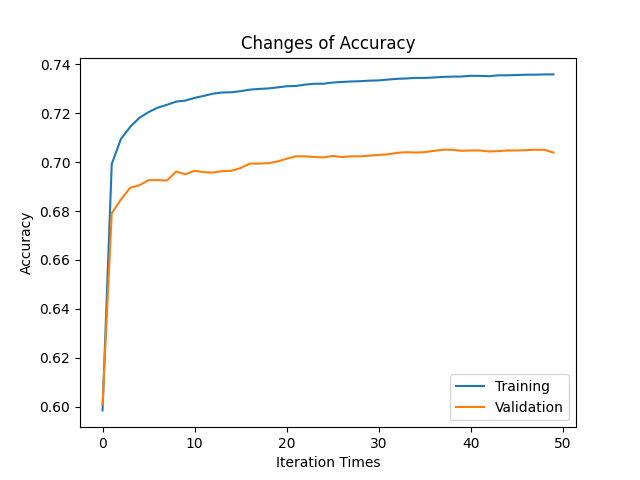 Changes of Accuracy
Accuracy
0.74
0.72
0.70
0.68
0.66
0.64
0.62
0.60
0 10 20 30 40 50
Iteration Times
Training
Validation